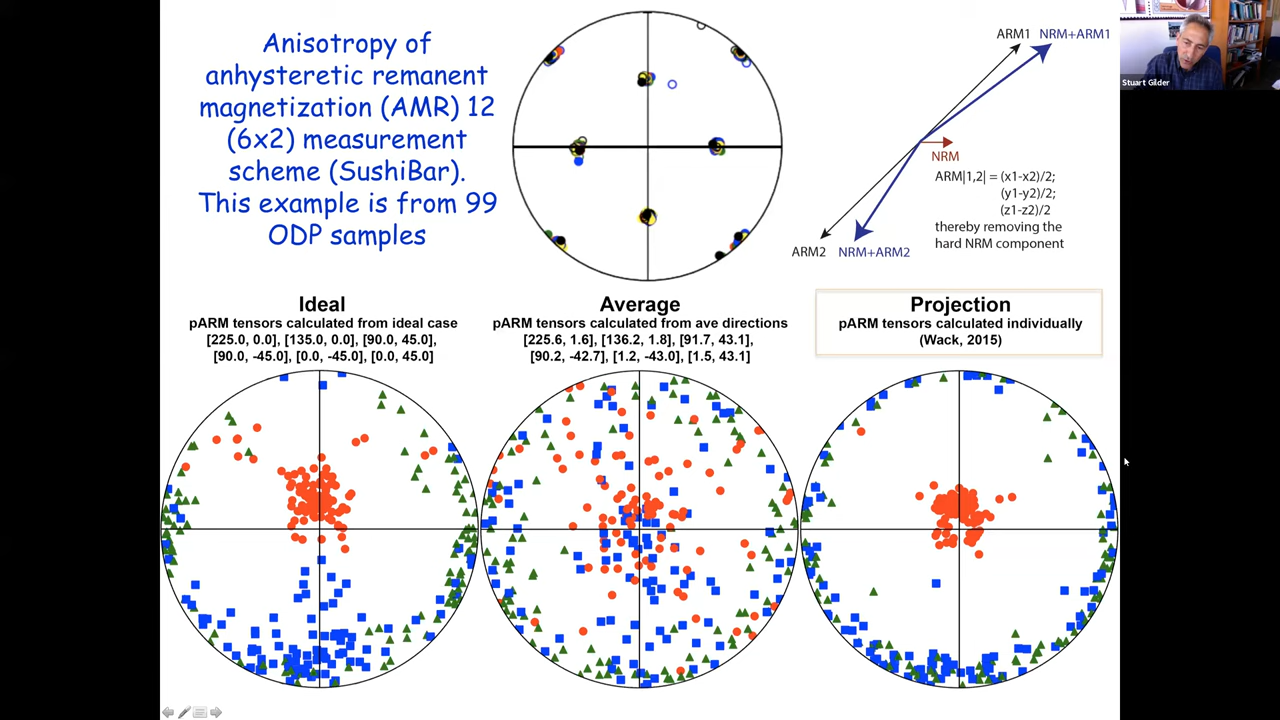 Anisotropy of
anhysteretic remanent
magnetization (AMR) 12
(6x2) measurement
scheme (SushiBar).
This example is from 99
ODP samples
ARM1 NRM+ARM1
NRM
ARM|1,2| = (x1-x2)/2;
(y1-y2)/2;
(z1-z2)/2
thereby removing the
hard NRM component
ARM2 NRM+ARM2
Stuart Gilder
Ideal
pARM tensors calculated from ideal case
[225.0, 0.0], [135.0, 0.0], [90.0, 45.0],
[90.0, -45.0], [0.0, -45.0], [0.0, 45.0]
Average
pARM tensors calculated from ave directions
[225.6, 1.6], [136.2, 1.8], [91.7, 43.1],
[90.2, -42.7], [1.2, -43.0], [1.5, 43.1]
Projection
pARM tensors calculated individually
(Wack, 2015)